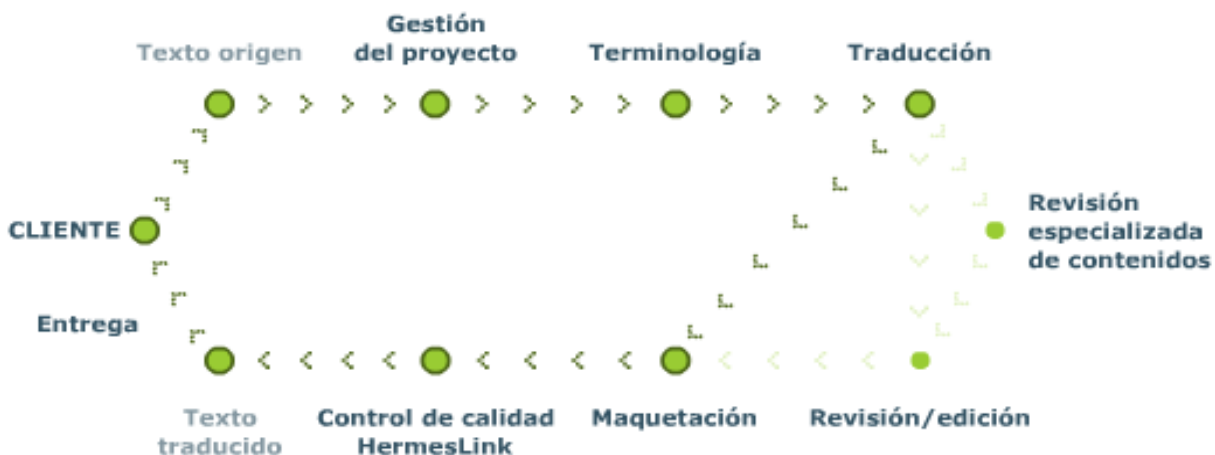 Texto origen
Gestión
del proyecto
Terminología
Traducción
CLIENTE
Revisión
especializada
de contenidos
Entrega
Texto
traducido
Control de calidad
HermesLink
Maquetación
Revisión/edición